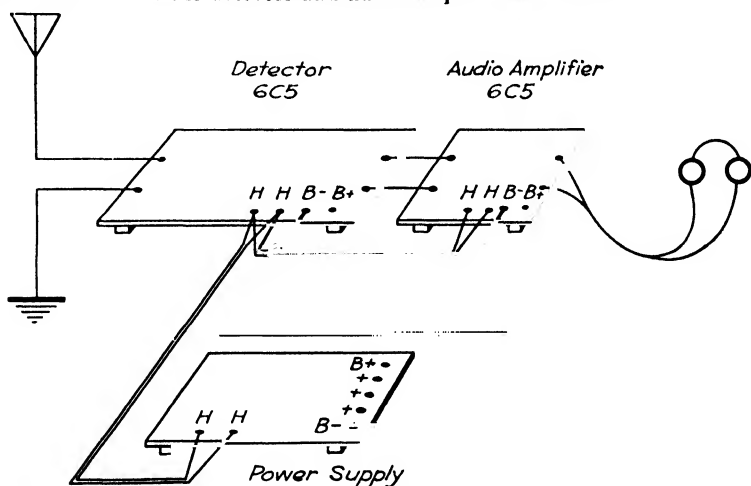 Detector
6C5
Audio Amplifier
6C5
H H B- B+
H H B- B+
B+
+
+
+
H H
B-
Power Supply